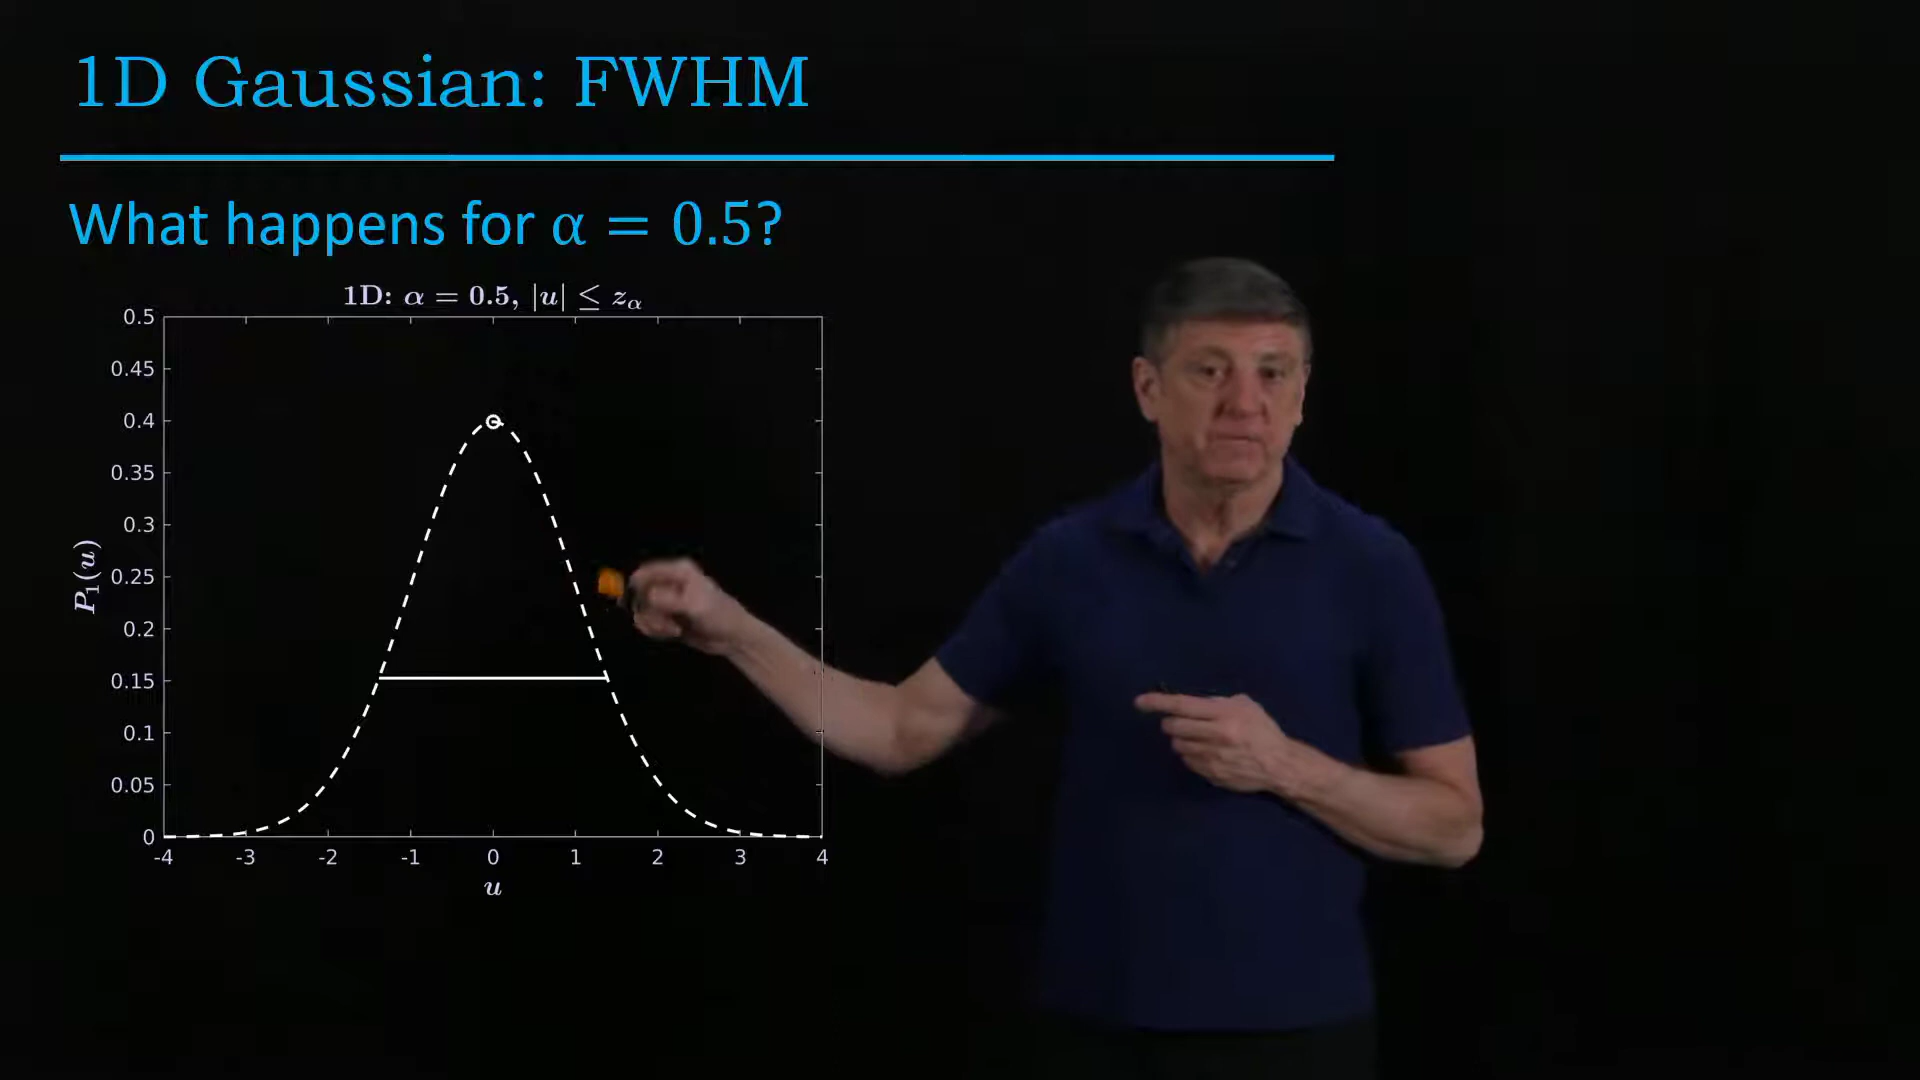 1D Gaussian: FWHM
What happens for α = 0.5?
1D: α = 0.5, |u| ≤ zα
0.5
0.45
0.4
0.35
0.3
0.25
0.2
0.15
0.1
0.05
0
P₁(u)
-4 -3 -2 -1 0 1 2 3 4
u